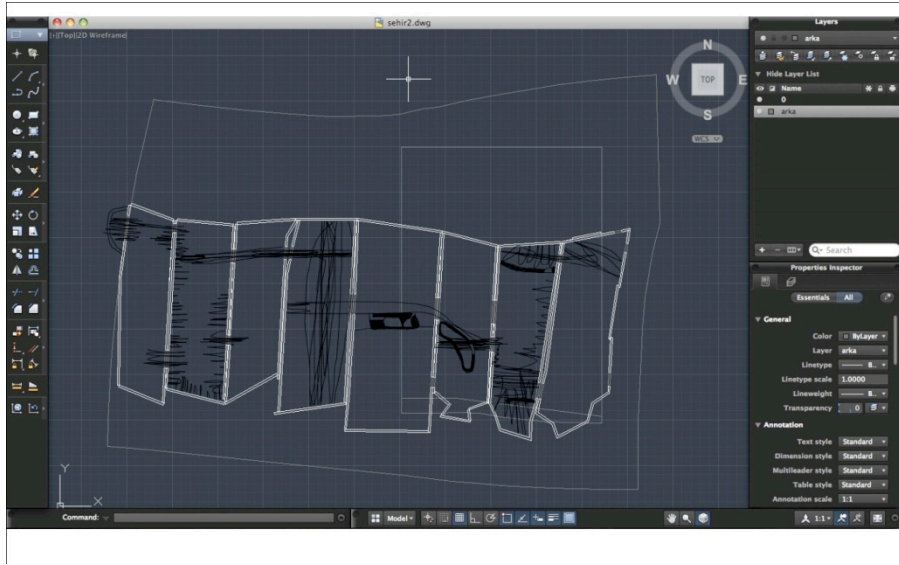 sehir2.dwg
[+][Top][2D Wireframe]
N
W
TOP
E
S
WCS
Y
X
Command:
Model
1:1
Layers
arka
Hide Layer List
Name
0
arka
Search
Properties Inspector
Essentials
All
General
Color
ByLayer
Layer
arka
Linetype
B...
Linetype scale
1.0000
Lineweight
B...
Transparency
0
Annotation
Text style
Standard
Dimension style
Standard
Multileader style
Standard
Table style
Standard
Annotation scale
1:1